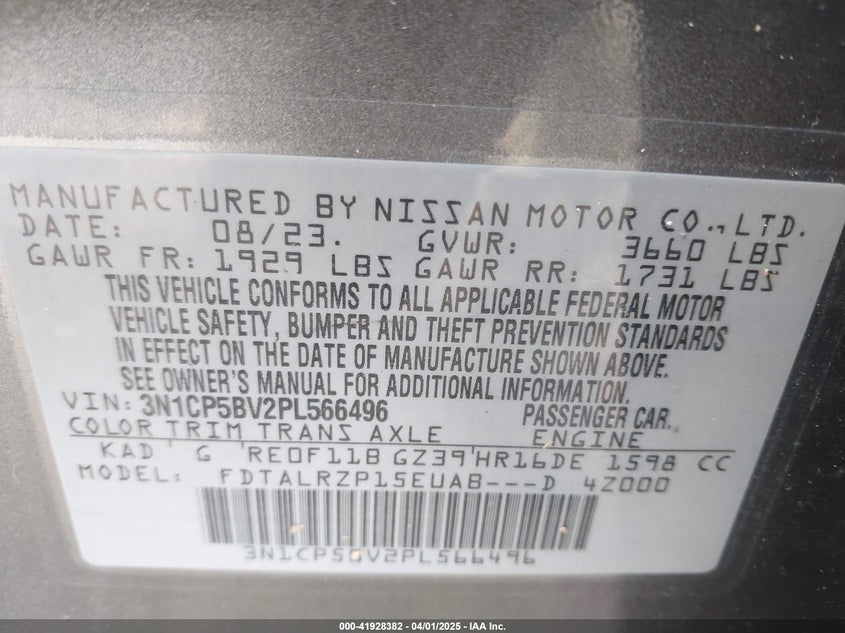 MANUFACTURED BY NISSAN MOTOR CO.,LTD.
DATE: 08/23. GVWR: 3660 LBS
GAWR FR: 1929 LBS GAWR RR: 1731 LBS
THIS VEHICLE CONFORMS TO ALL APPLICABLE FEDERAL MOTOR
VEHICLE SAFETY, BUMPER AND THEFT PREVENTION STANDARDS
IN EFFECT ON THE DATE OF MANUFACTURE SHOWN ABOVE.
SEE OWNER'S MANUAL FOR ADDITIONAL INFORMATION.
VIN: 3N1CP5BV2PL566496 PASSENGER CAR.
COLOR TRIM TRANS AXLE ENGINE
KAD G RE0F11B GZ39 HR16DE 1598 CC
MODEL: FDTALRZP15EUAB---D 4Z000
3N1CP5BV2PL566496
000-41928382 - 04/01/2025 - IAA Inc.